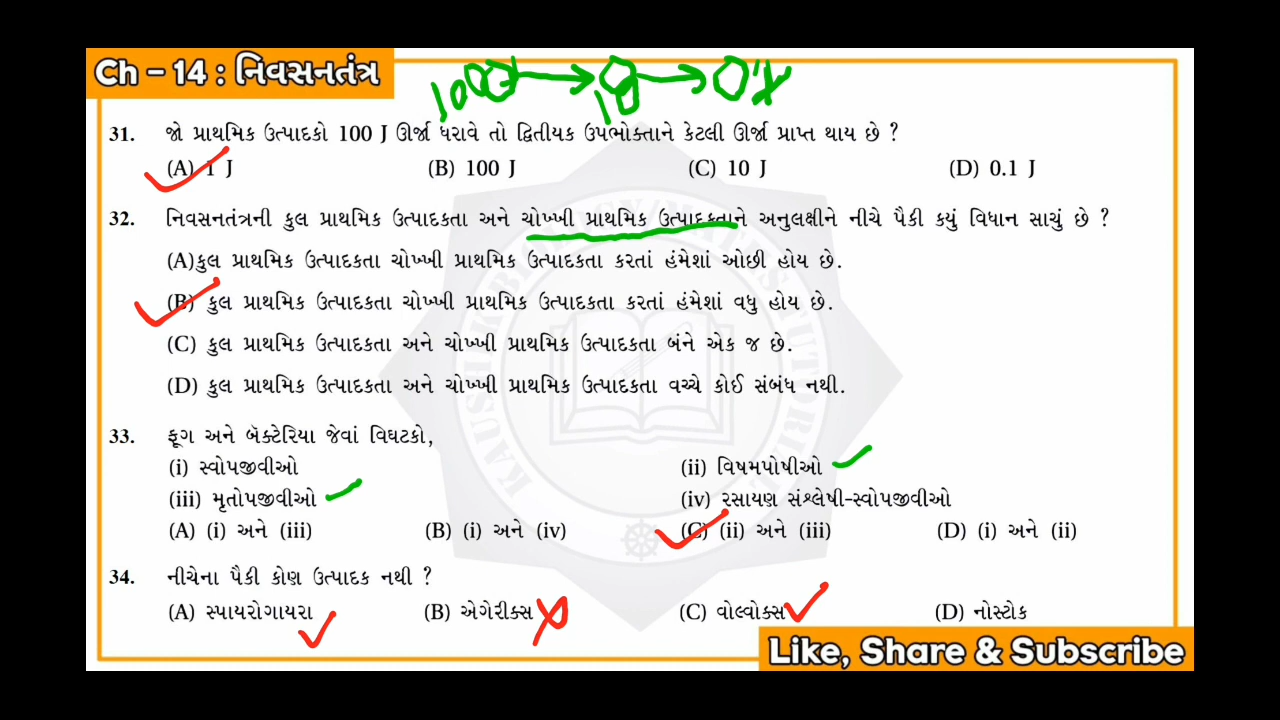 Ch – 14 : નિવસનતંત્ર
100 10 1
31. જો પ્રાથમિક ઉત્પાદકો 100 J ઊર્જા ધરાવે તો દ્વિતીયક ઉપભોક્તાને કેટલી ઊર્જા પ્રાપ્ત થાય છે ?
(A) 1 J (B) 100 J (C) 10 J (D) 0.1 J
32. નિવસનતંત્રની કુલ પ્રાથમિક ઉત્પાદકતા અને ચોખ્ખી પ્રાથમિક ઉત્પાદકતાને અનુલક્ષીને નીચે પૈકી કયું વિધાન સાચું છે ?
(A)કુલ પ્રાથમિક ઉત્પાદકતા ચોખ્ખી પ્રાથમિક ઉત્પાદકતા કરતાં હંમેશાં ઓછી હોય છે.
(B) કુલ પ્રાથમિક ઉત્પાદકતા ચોખ્ખી પ્રાથમિક ઉત્પાદકતા કરતાં હંમેશાં વધુ હોય છે.
(C) કુલ પ્રાથમિક ઉત્પાદકતા અને ચોખ્ખી પ્રાથમિક ઉત્પાદકતા બંને એક જ છે.
(D) કુલ પ્રાથમિક ઉત્પાદકતા અને ચોખ્ખી પ્રાથમિક ઉત્પાદકતા વચ્ચે કોઈ સંબંધ નથી.
33. ફૂગ અને બૅક્ટેરિયા જેવાં વિઘટકો,
(i) સ્વોપજીવીઓ (ii) વિષમપોષીઓ
(iii) મૃતોપજીવીઓ (iv) રસાયણ સંશ્લેષી-સ્વોપજીવીઓ
(A) (i) અને (iii) (B) (i) અને (iv) (C) (ii) અને (iii) (D) (i) અને (ii)
34. નીચેના પૈકી કોણ ઉત્પાદક નથી ?
(A) સ્પાયરોગાયરા (B) એગેરીક્સ (C) વોલ્વોક્સ (D) નોસ્ટોક
Like, Share & Subscribe